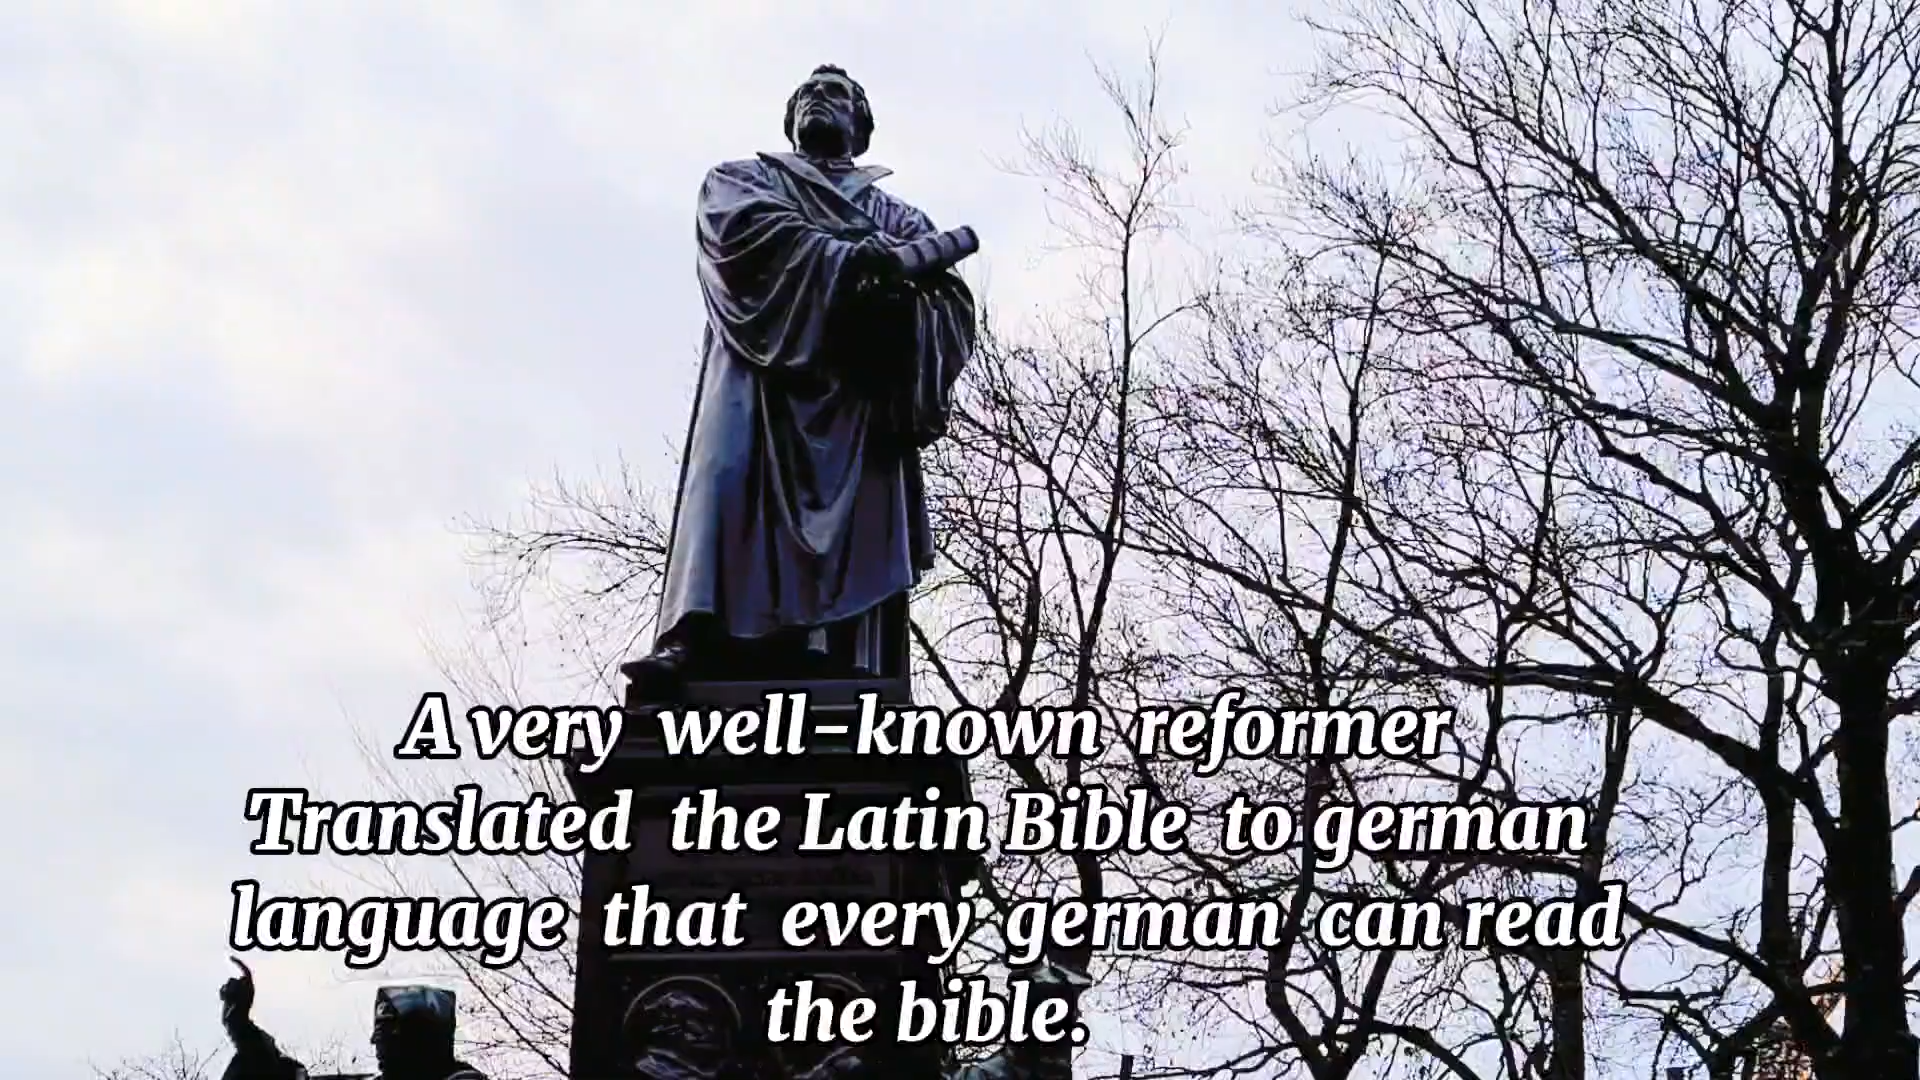 A very well-known reformer
Translated the Latin Bible to german
language that every german can read
the bible.